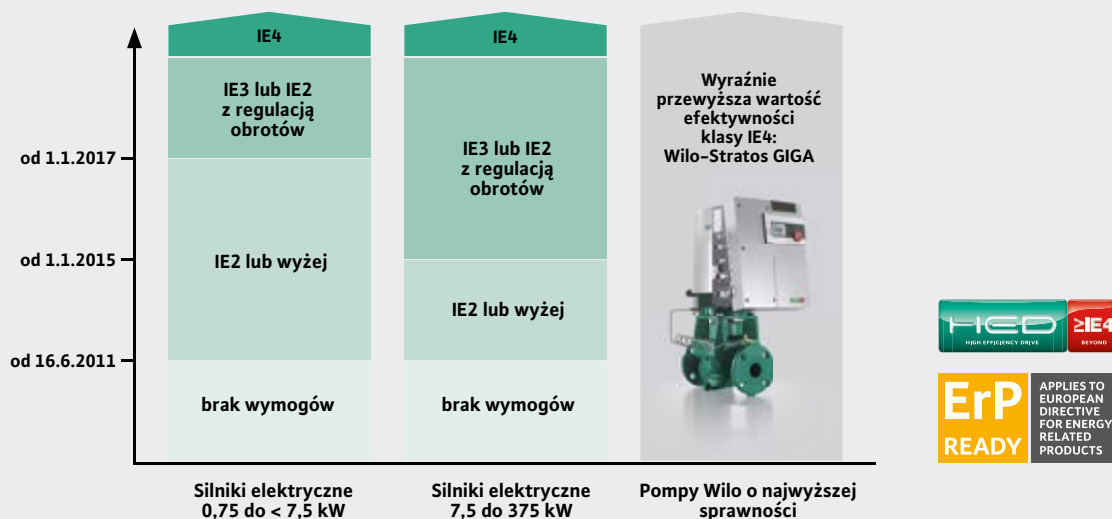 IE4
IE3 lub IE2
z regulacją
obrotów
IE2 lub wyżej
brak wymogów
IE4
IE3 lub IE2
z regulacją
obrotów
IE2 lub wyżej
brak wymogów
Wyraźnie
przewyższa wartość
efektywności
klasy IE4:
Wilo-Stratos GIGA
od 1.1.2017
od 1.1.2015
od 16.6.2011
Silniki elektryczne
0,75 do < 7,5 kW
Silniki elektryczne
7,5 do 375 kW
Pompy Wilo o najwyższej
sprawności
HED
HIGH EFFICIENCY DRIVE
≥IE4
BEYOND
ErP
READY
APPLIES TO
EUROPEAN
DIRECTIVE
FOR ENERGY
RELATED
PRODUCTS